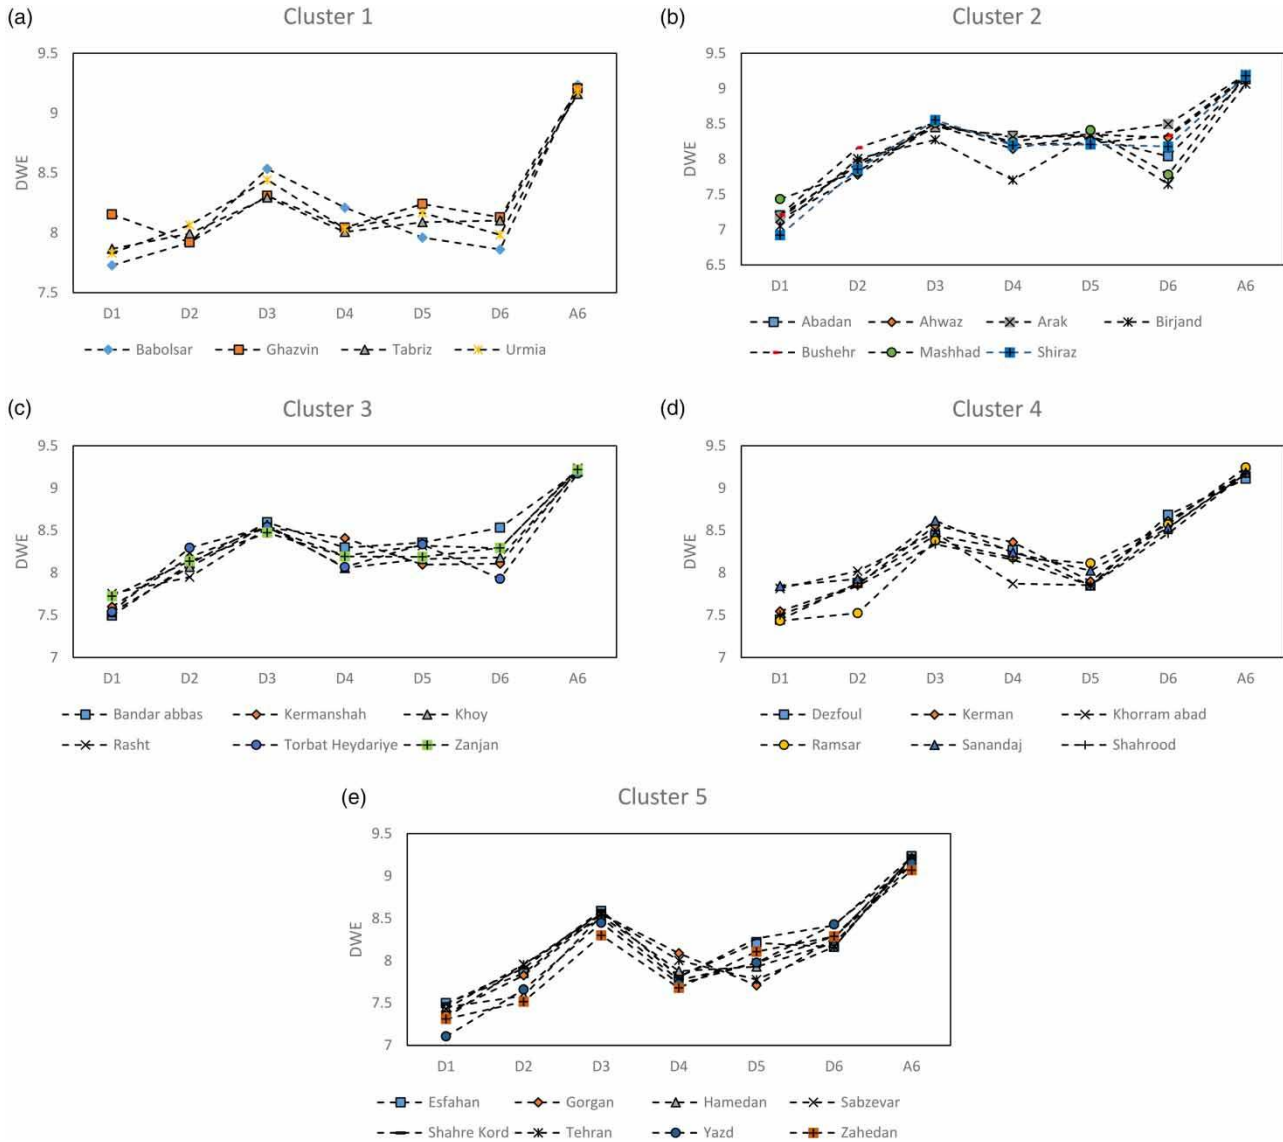 (a) Cluster 1
9.5
9
8.5
8
7.5
DWE
D1 D2 D3 D4 D5 D6 A6
Babolsar Ghazvin Tabriz Urmia
(b) Cluster 2
9.5
9
8.5
8
7.5
7
6.5
DWE
D1 D2 D3 D4 D5 D6 A6
Abadan Ahwaz Arak Birjand
Bushehr Mashhad Shiraz
(c) Cluster 3
9.5
9
8.5
8
7.5
7
DWE
D1 D2 D3 D4 D5 D6 A6
Bandar abbas Kermanshah Khoy
Rasht Torbat Heydariye Zanjan
(d) Cluster 4
9.5
9
8.5
8
7.5
7
DWE
D1 D2 D3 D4 D5 D6 A6
Dezfoul Kerman Khorram abad
Ramsar Sanandaj Shahrood
(e) Cluster 5
9.5
9
8.5
8
7.5
7
DWE
D1 D2 D3 D4 D5 D6 A6
Esfahan Gorgan Hamedan Sabzevar
Shahre Kord Tehran Yazd Zahedan